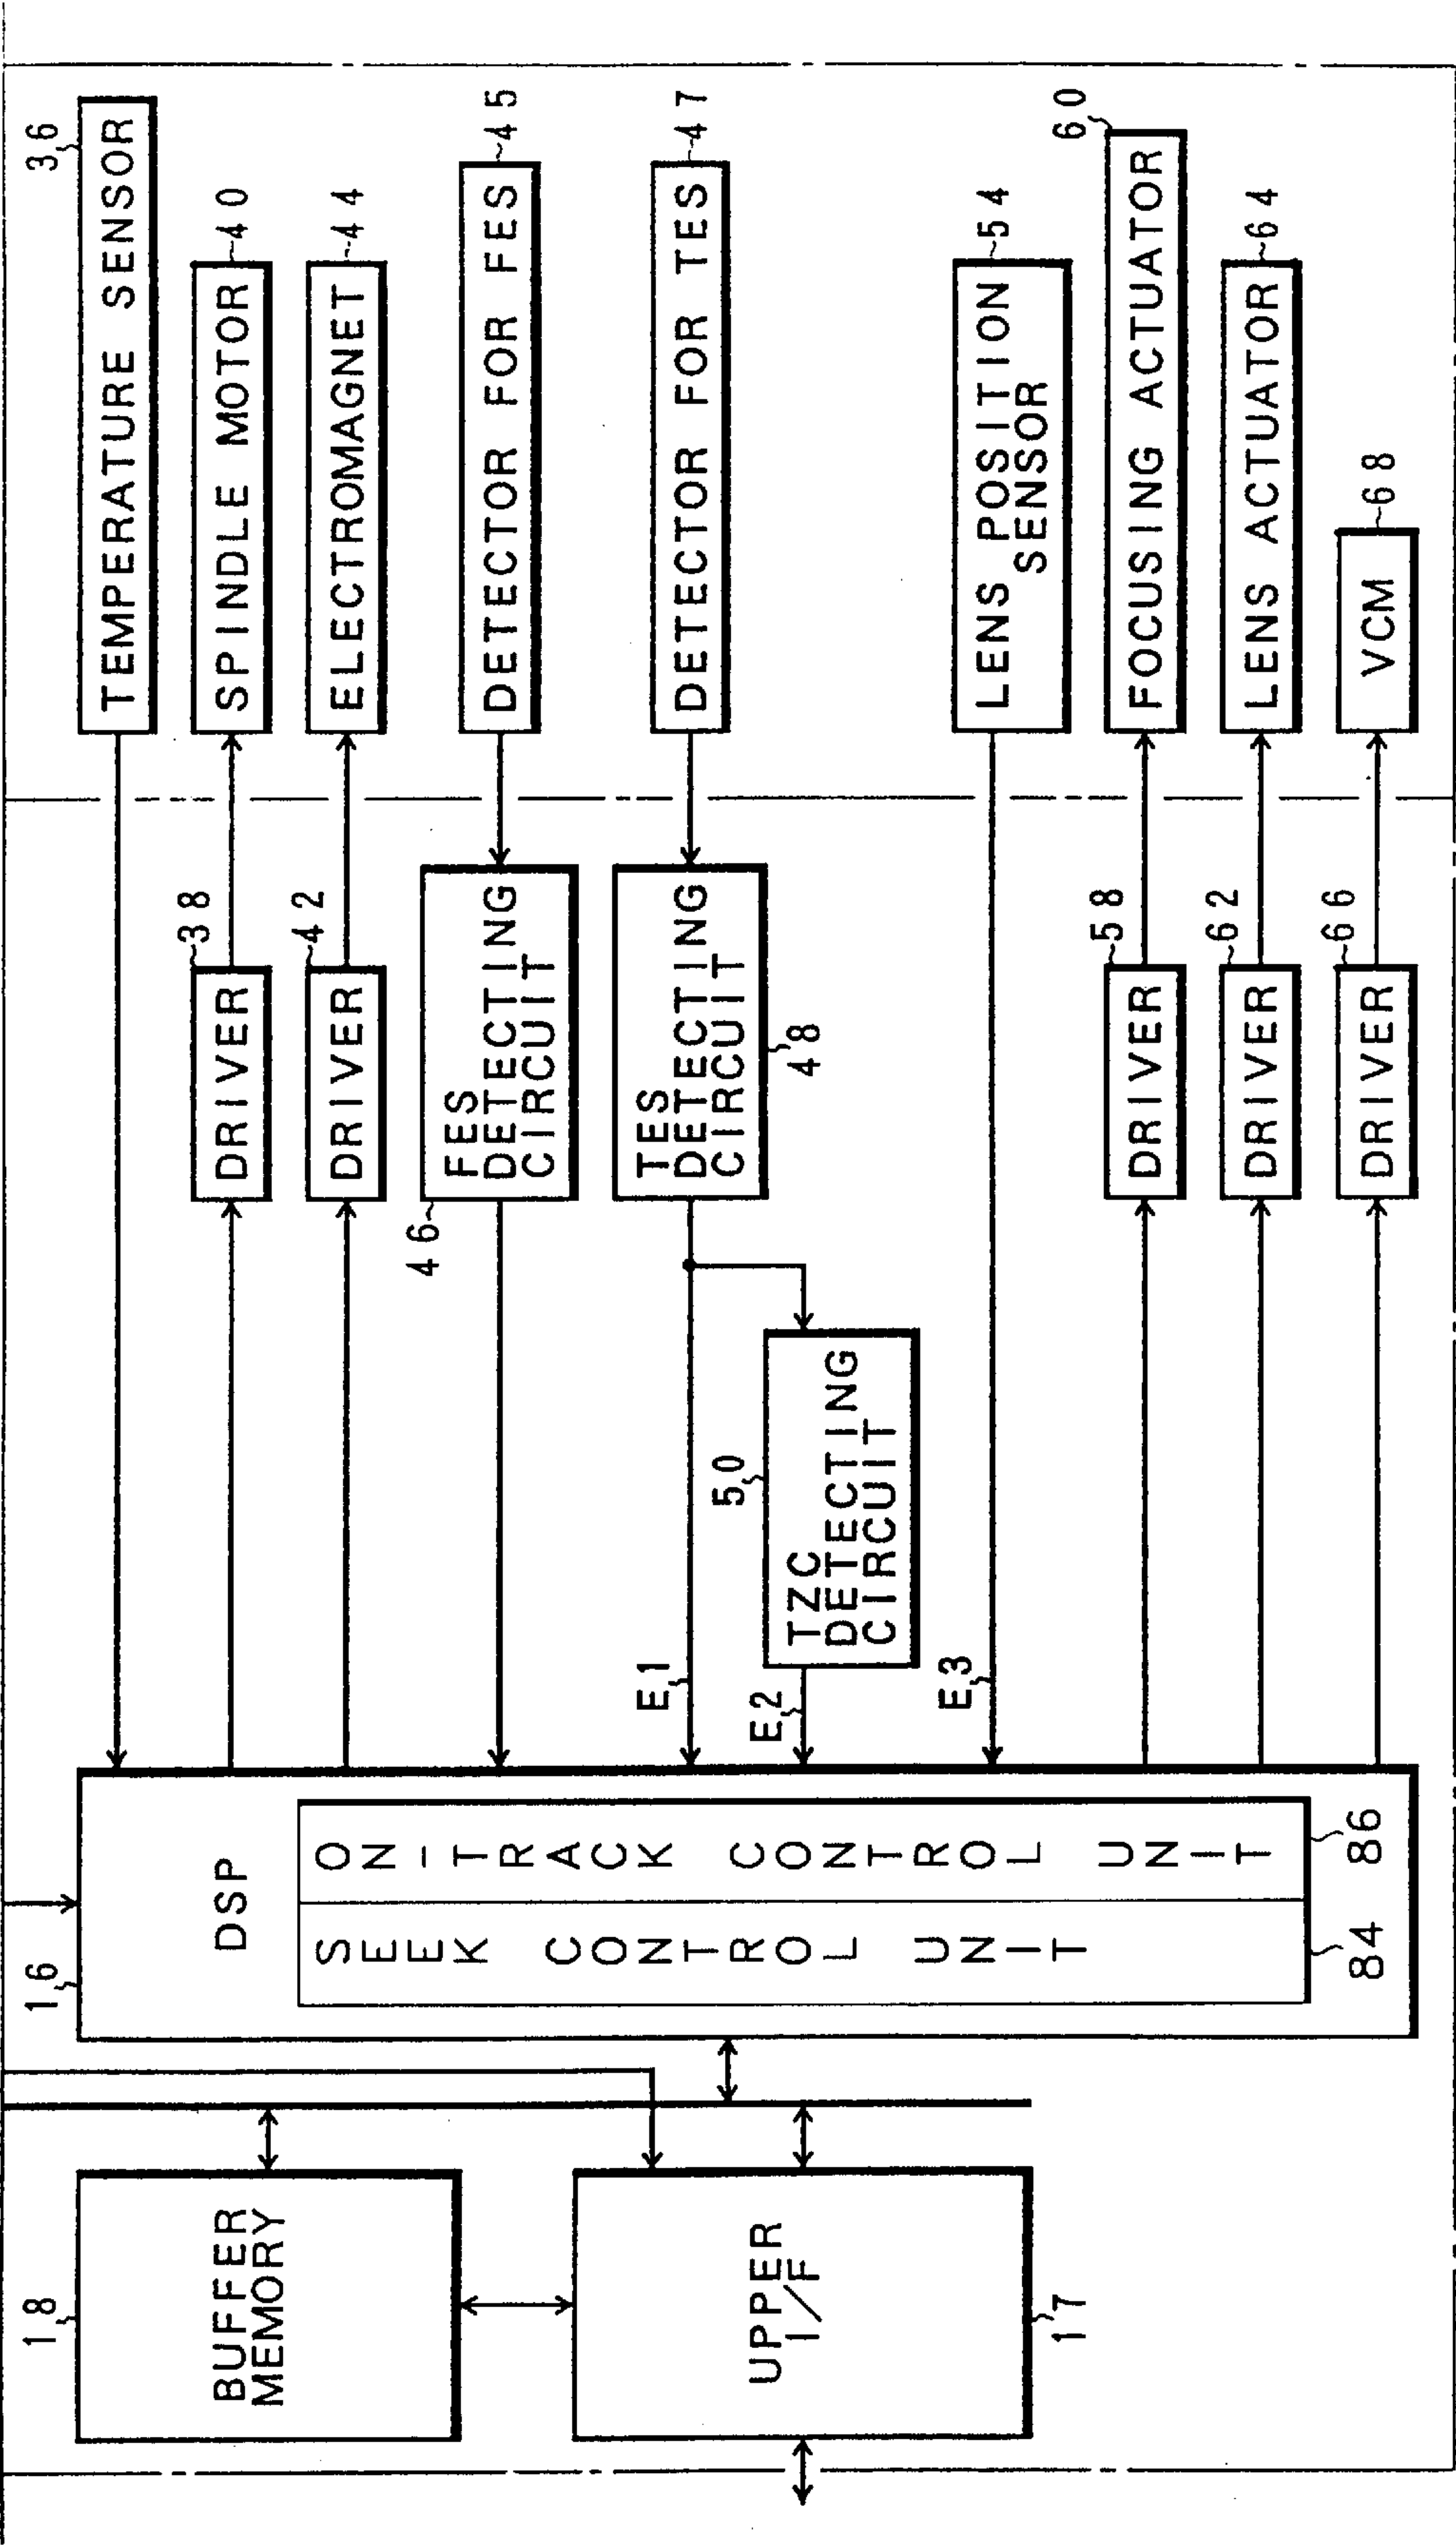 18
BUFFER
MEMORY
UPPER
I/F
17
16
DSP
SEEK CONTROL UNIT
ON-TRACK CONTROL UNIT
84
86
E1
E2
E3
50
TZC
DETECTING
CIRCUIT
38
DRIVER
42
DRIVER
46
FES
DETECTING
CIRCUIT
TES
DETECTING
CIRCUIT
48
58
DRIVER
62
DRIVER
66
DRIVER
36
TEMPERATURE SENSOR
SPINDLE MOTOR
40
ELECTROMAGNET
44
DETECTOR FOR FES
45
DETECTOR FOR TES
47
LENS POSITION
SENSOR
54
60
FOCUSING ACTUATOR
LENS ACTUATOR
64
VCM
68